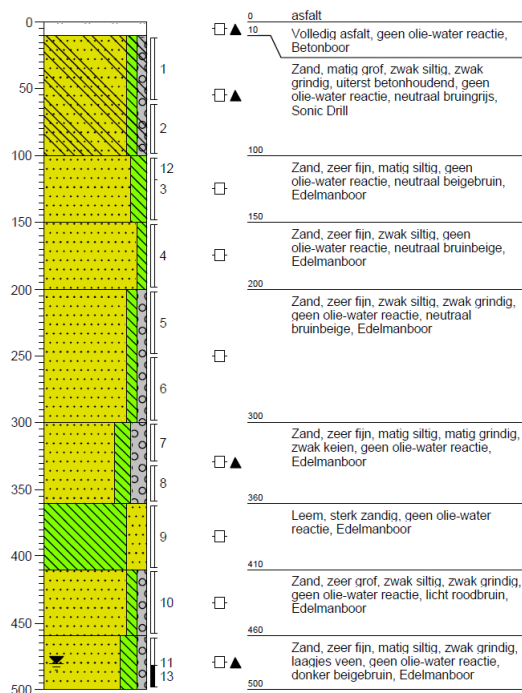 0
50
100
150
200
250
300
350
400
450
500
1
2
12
3
4
5
6
7
8
9
10
11
13
0 asfalt
10 Volledig asfalt, geen olie-water reactie,
Betonboor
Zand, matig grof, zwak siltig, zwak
grindig, uiterst betonhoudend, geen
olie-water reactie, neutraal bruingrijs,
Sonic Drill
100
Zand, zeer fijn, matig siltig, geen
olie-water reactie, neutraal beigebruin,
Edelmanboor
150
Zand, zeer fijn, zwak siltig, geen
olie-water reactie, neutraal bruinbeige,
Edelmanboor
200
Zand, zeer fijn, zwak siltig, zwak grindig,
geen olie-water reactie, neutraal
bruinbeige, Edelmanboor
300
Zand, zeer fijn, matig siltig, matig grindig,
zwak keien, geen olie-water reactie,
Edelmanboor
360
Leem, sterk zandig, geen olie-water
reactie, Edelmanboor
410
Zand, zeer grof, zwak siltig, zwak grindig,
geen olie-water reactie, licht roodbruin,
Edelmanboor
460
Zand, zeer fijn, matig siltig, zwak grindig,
laagjes veen, geen olie-water reactie,
donker beigebruin, Edelmanboor
500